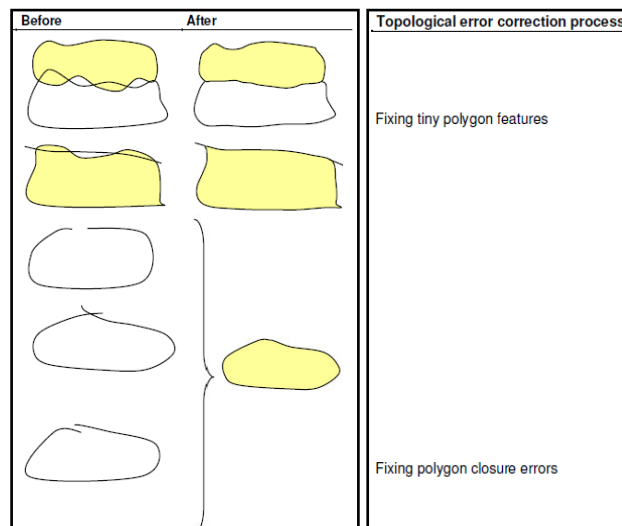 Before After
Topological error correction process
Fixing tiny polygon features
Fixing polygon closure errors